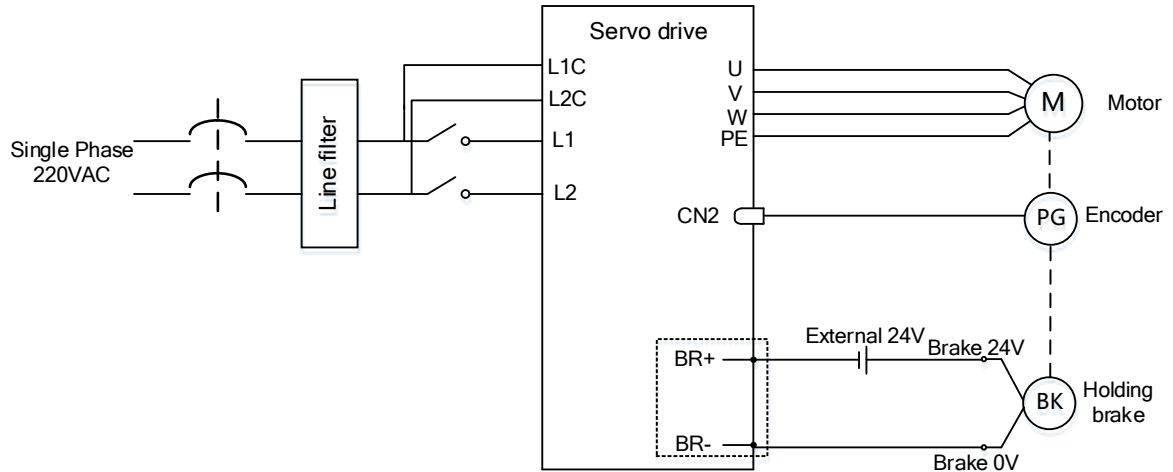 Servo drive
L1C
L2C
L1
L2
Single Phase
220VAC
Line filter
U
V
W
PE
M
Motor
CN2
PG
Encoder
External 24V
Brake 24V
BR+
BR-
BK
Holding
brake
Brake 0V